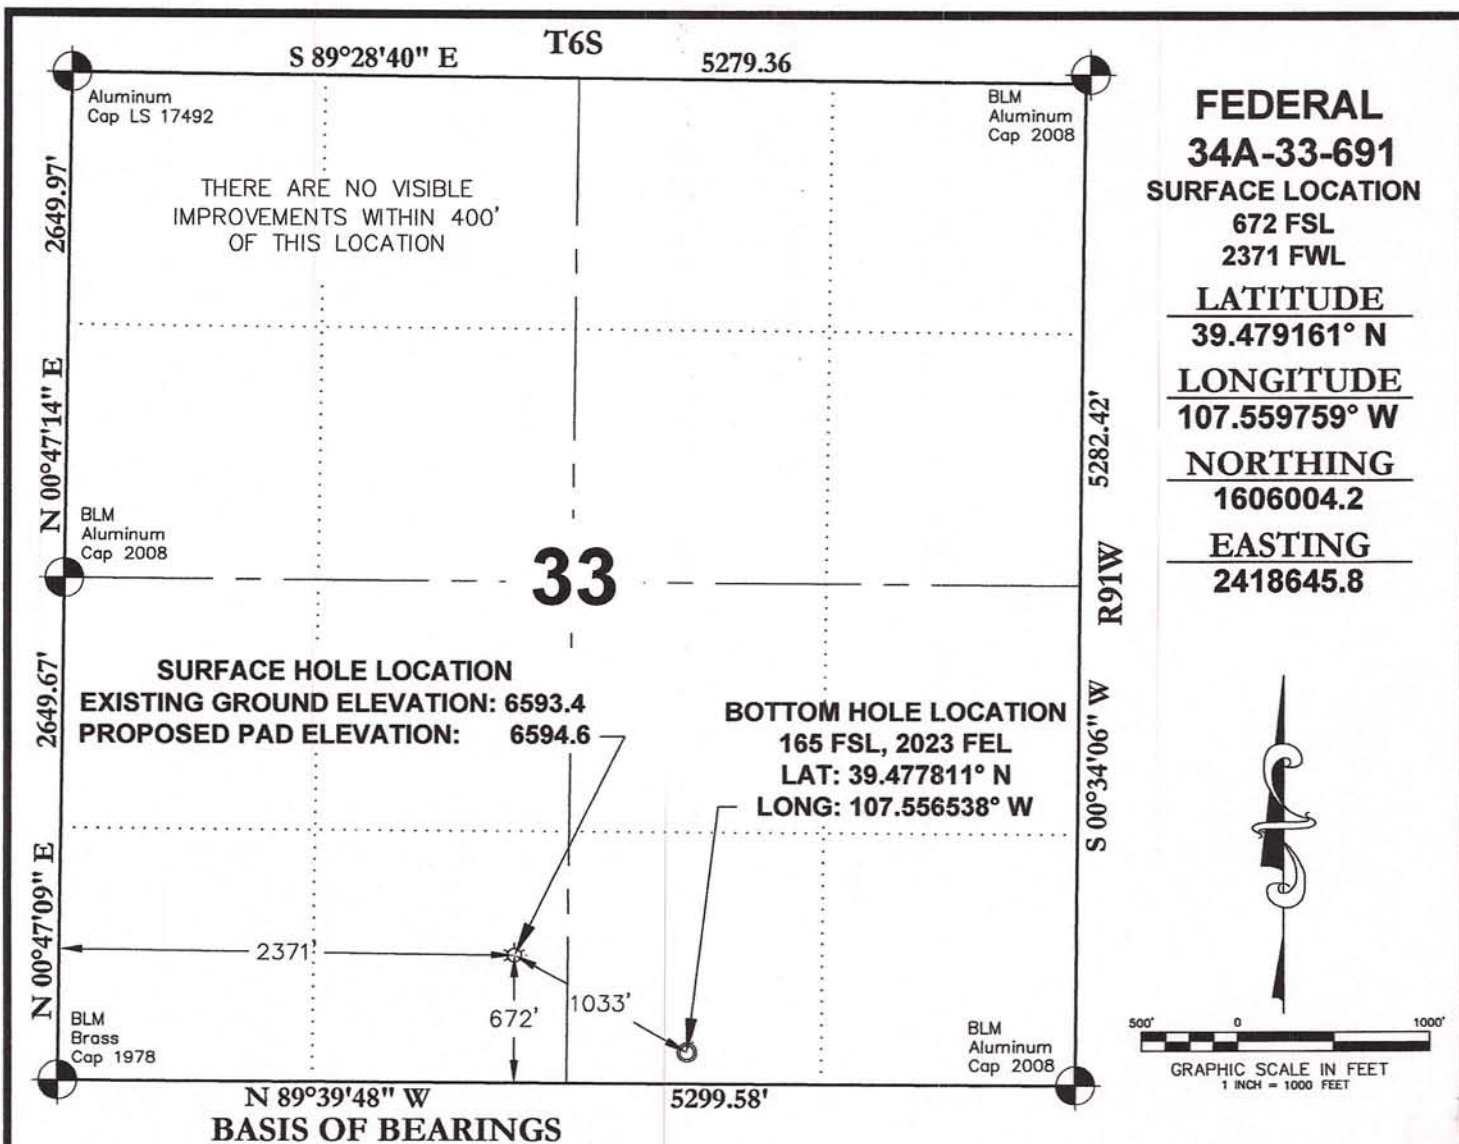 T6S
S 89°28'40" E
5279.36
Aluminum
Cap LS 17492
BLM
Aluminum
Cap 2008
THERE ARE NO VISIBLE
IMPROVEMENTS WITHIN 400'
OF THIS LOCATION
2649.97'
N 00°47'14" E
BLM
Aluminum
Cap 2008
33
5282.42'
R91W
S 00°34'06" W
SURFACE HOLE LOCATION
EXISTING GROUND ELEVATION: 6593.4
PROPOSED PAD ELEVATION: 6594.6
BOTTOM HOLE LOCATION
165 FSL, 2023 FEL
LAT: 39.477811° N
LONG: 107.556538° W
2649.67'
N 00°47'09" E
2371'
672'
1033'
BLM
Brass
Cap 1978
BLM
Aluminum
Cap 2008
N 89°39'48" W
5299.58'
BASIS OF BEARINGS
FEDERAL
34A-33-691
SURFACE LOCATION
672 FSL
2371 FWL
LATITUDE
39.479161° N
LONGITUDE
107.559759° W
NORTHING
1606004.2
EASTING
2418645.8
500' 0 1000'
GRAPHIC SCALE IN FEET
1 INCH = 1000 FEET